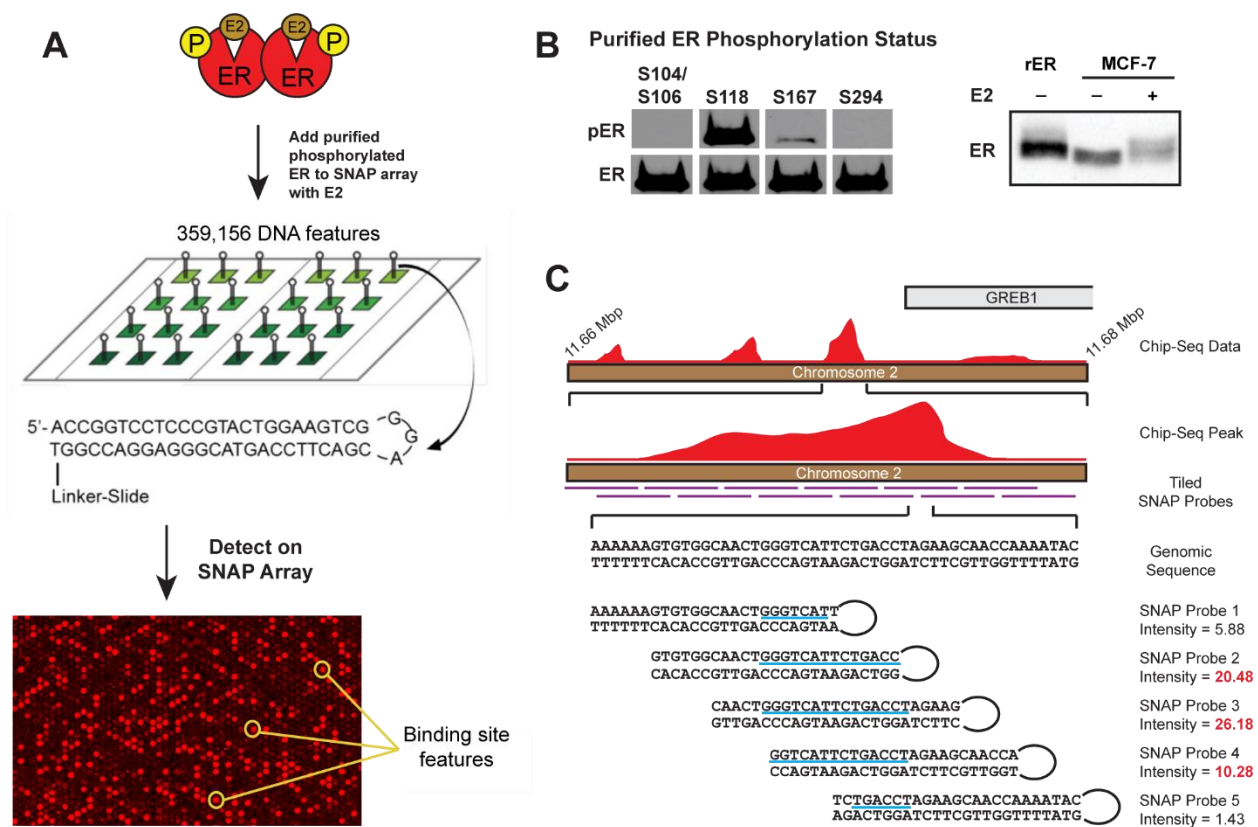 A
E2 E2
P P
ER ER
Add purified
phosphorylated
ER to SNAP array
with E2
359,156 DNA features
5'- ACCGGTCCTCCCGTACTGGAAGTCG
TGGCCAGGAGGGCATGACCTTCAGC
G
G
A
Linker-Slide
Detect on
SNAP Array
Binding site
features
B Purified ER Phosphorylation Status
S104/
S106 S118 S167 S294
pER
ER
rER MCF-7
E2 – – +
ER
C
GREB1
11.66 Mbp
11.68 Mbp
Chip-Seq Data
Chromosome 2
Chip-Seq Peak
Chromosome 2
Tiled
SNAP Probes
AAAAAAGTGTGGCAACTGGGTCATTCTGACCTAGAAGCAACCAAAATAC
TTTTTTCACACCGTTGACCCAGTAAGACTGGATCTTCGTTGGTTTTATG
Genomic
Sequence
AAAAAAGTGTGGCAACTGGGTCATT
TTTTTTCACACCGTTGACCCAGTAA
SNAP Probe 1
Intensity = 5.88
GTGTGGCAACTGGGTCATTCTGACC
CACACCGTTGACCCAGTAAGACTGG
SNAP Probe 2
Intensity = 20.48
CAACTGGGTCATTCTGACCTAGAAG
GTTGACCCAGTAAGACTGGATCTTC
SNAP Probe 3
Intensity = 26.18
GGTCATTCTGACCTAGAAGCAACCA
CCAGTAAGACTGGATCTTCGTTGGT
SNAP Probe 4
Intensity = 10.28
TCTGACCTAGAAGCAACCAAAATAC
AGACTGGATCTTCGTTGGTTTTATG
SNAP Probe 5
Intensity = 1.43